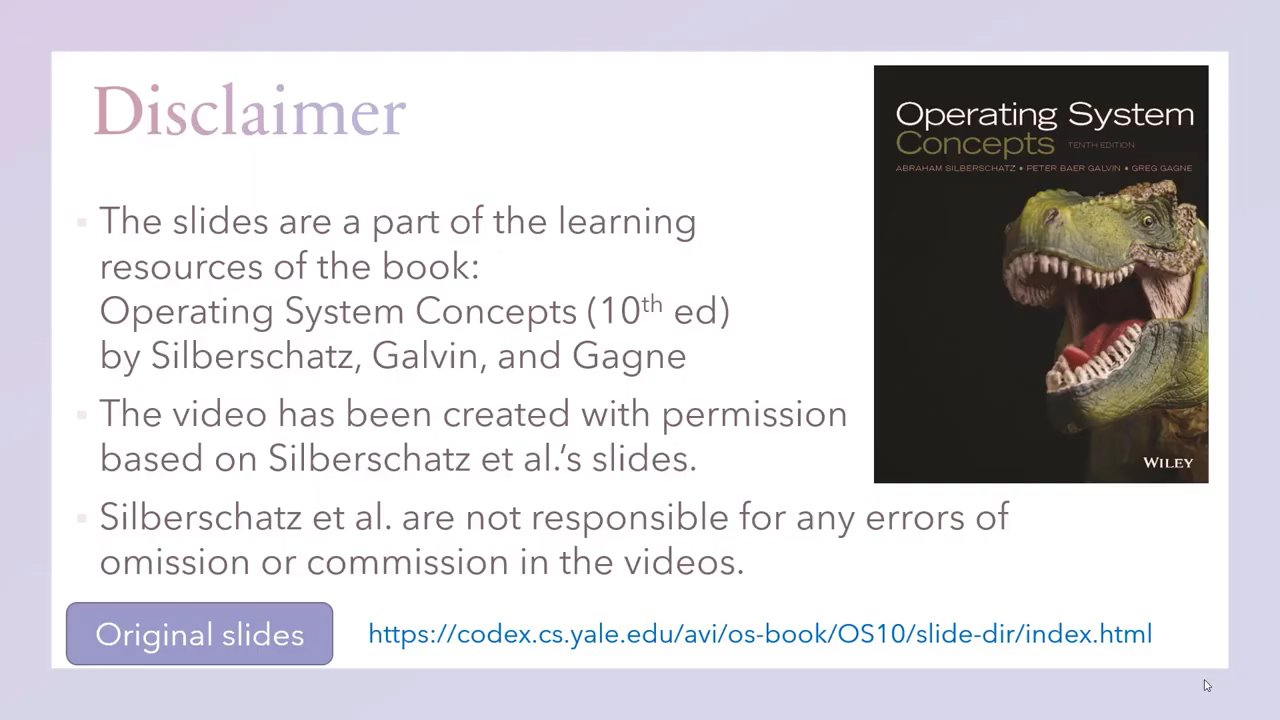 Disclaimer
The slides are a part of the learning
resources of the book:
Operating System Concepts (10th ed)
by Silberschatz, Galvin, and Gagne
The video has been created with permission
based on Silberschatz et al.’s slides.
Silberschatz et al. are not responsible for any errors of
omission or commission in the videos.
Original slides
https://codex.cs.yale.edu/avi/os-book/OS10/slide-dir/index.html
Operating System
Concepts TENTH EDITION
ABRAHAM SILBERSCHATZ • PETER BAER GALVIN • GREG GAGNE
WILEY